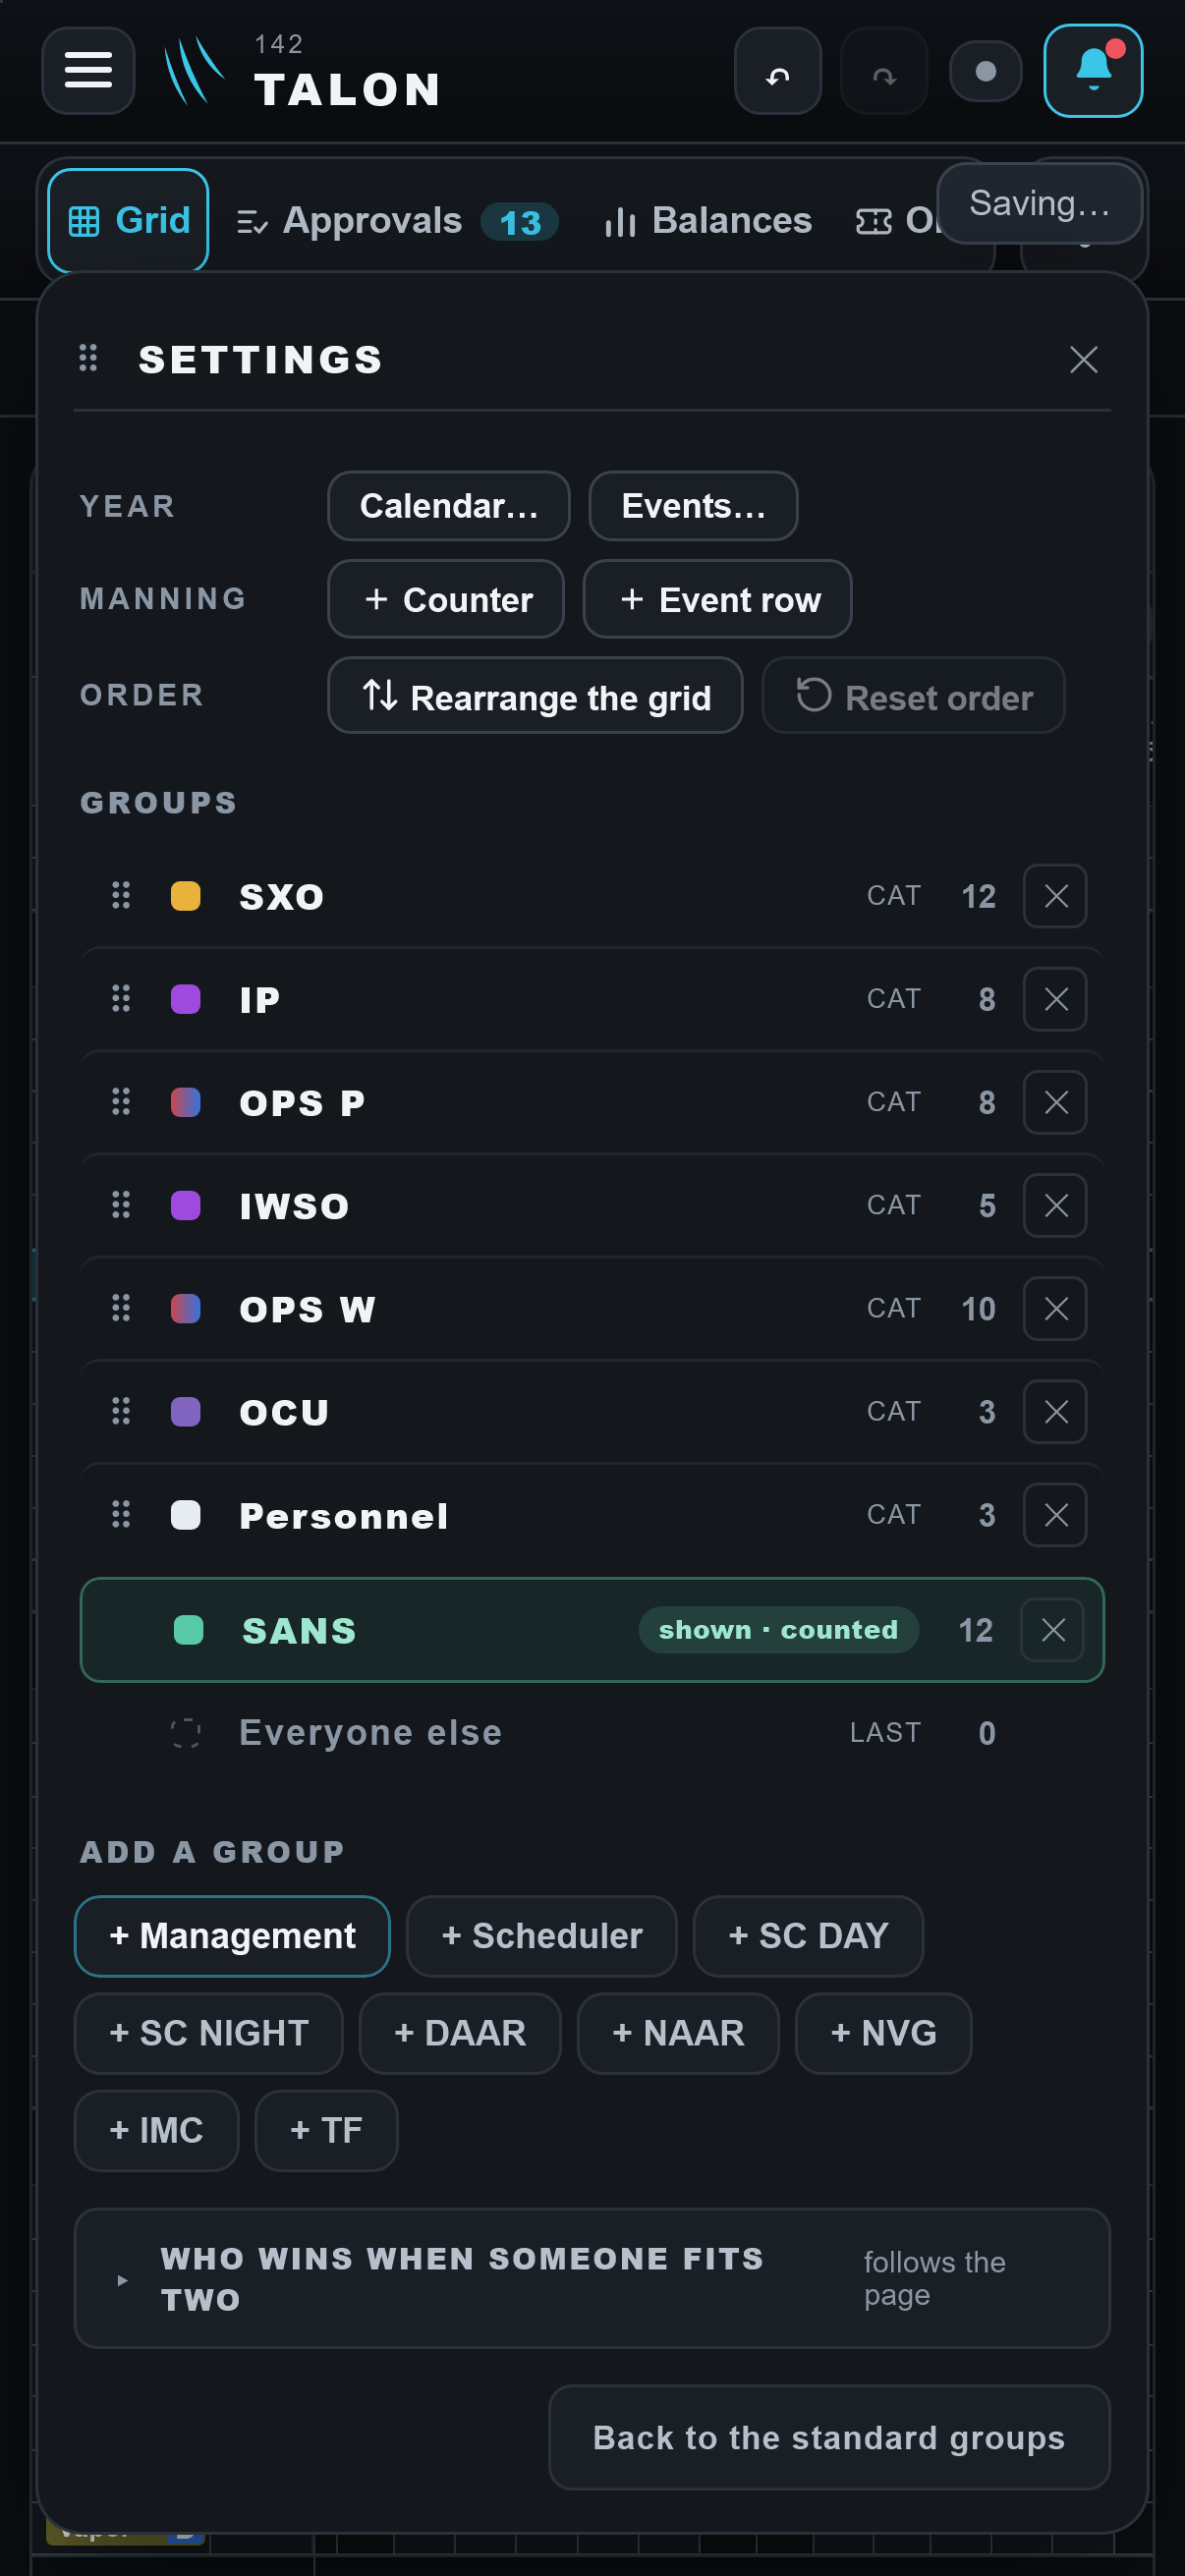 142
TALON
Grid
Approvals 13
Balances
Saving…
SETTINGS
YEAR
Calendar…
Events…
MANNING
+ Counter
+ Event row
ORDER
Rearrange the grid
Reset order
GROUPS
SXO CAT 12
IP CAT 8
OPS P CAT 8
IWSO CAT 5
OPS W CAT 10
OCU CAT 3
Personnel CAT 3
SANS shown · counted 12
Everyone else LAST 0
ADD A GROUP
+ Management
+ Scheduler
+ SC DAY
+ SC NIGHT
+ DAAR
+ NAAR
+ NVG
+ IMC
+ TF
WHO WINS WHEN SOMEONE FITS
TWO
follows the
page
Back to the standard groups